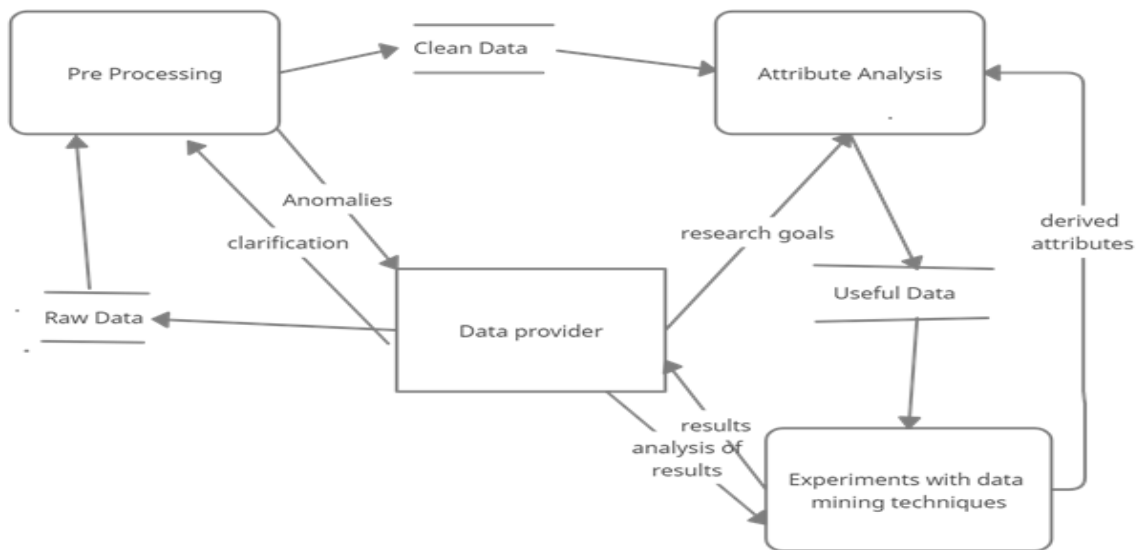 Clean Data
Pre Processing
Attribute Analysis
Anomalies
clarification
research goals
derived
attributes
Useful Data
Raw Data
Data provider
results
analysis of
results
Experiments with data
mining techniques